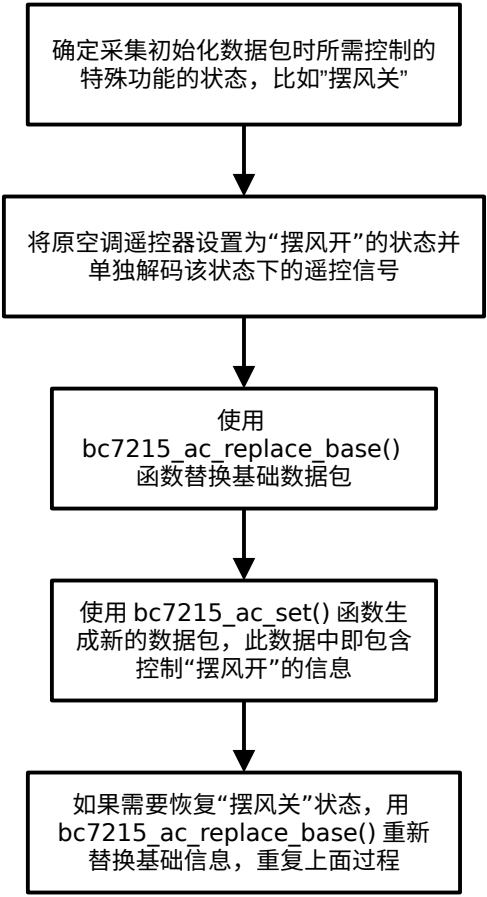 确定采集初始化数据包时所需控制的
特殊功能的状态，比如”摆风关”
将原空调遥控器设置为“摆风开”的状态并
单独解码该状态下的遥控信号
使用
bc7215_ac_replace_base()
函数替换基础数据包
使用 bc7215_ac_set() 函数生
成新的数据包，此数据中即包含
控制“摆风开”的信息
如果需要恢复“摆风关”状态，用
bc7215_ac_replace_base() 重新
替换基础信息，重复上面过程